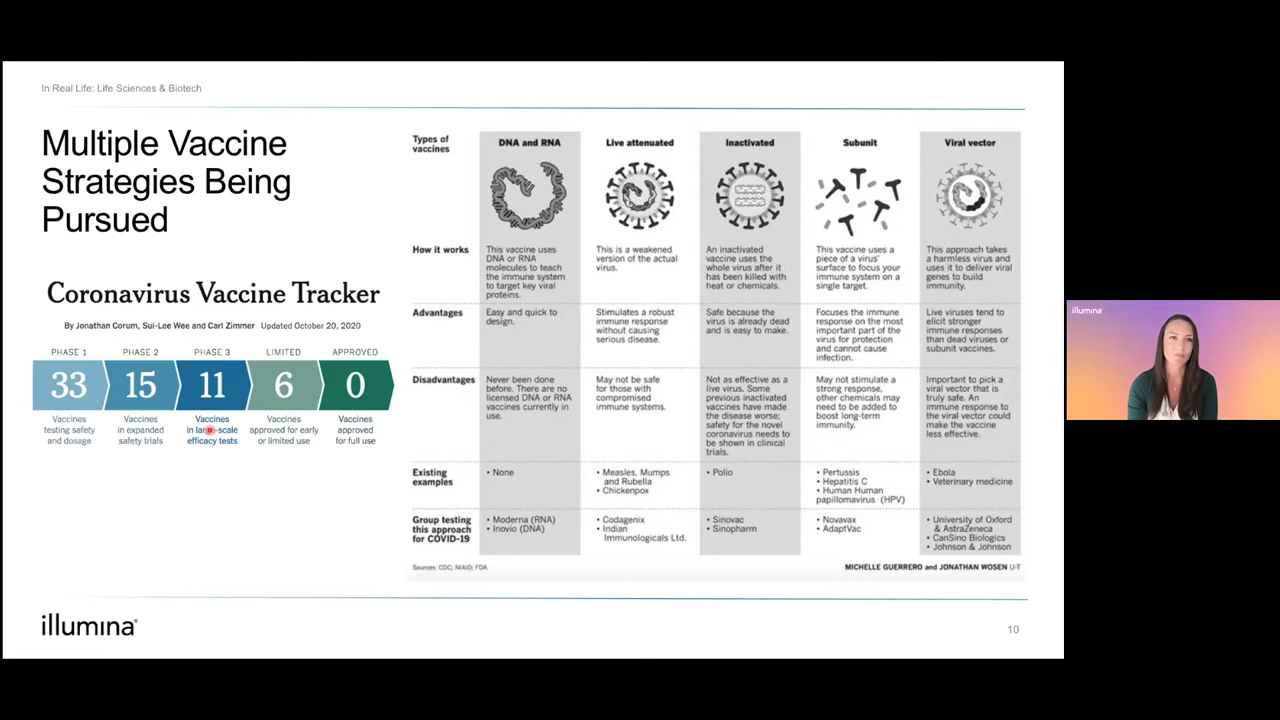 In Real Life: Life Sciences & Biotech
Multiple Vaccine
Strategies Being
Pursued
Coronavirus Vaccine Tracker
By Jonathan Corum, Sui-Lee Wee and Carl Zimmer Updated October 20, 2020
PHASE 1 PHASE 2 PHASE 3 LIMITED APPROVED
33 15 11 6 0
Vaccines
testing safety
and dosage
Vaccines
in expanded
safety trials
Vaccines
in large-scale
efficacy tests
Vaccines
approved for early
or limited use
Vaccines
approved
for full use
Types of
vaccines
DNA and RNA
Live attenuated
Inactivated
Subunit
Viral vector
How it works
This vaccine uses
DNA or RNA
molecules to teach
the immune system
to target key viral
proteins.
This is a weakened
version of the actual
virus.
An inactivated
vaccine uses the
whole virus after it
has been killed with
heat or chemicals.
This vaccine uses a
piece of a virus'
surface to focus your
immune system on a
single target.
This approach takes
a harmless virus and
uses it to deliver viral
genes to build
immunity.
Advantages
Easy and quick to
design.
Stimulates a robust
immune response
without causing
serious disease.
Safe because the
virus is already dead
and is easy to make.
Focuses the immune
response on the most
important part of the
virus for protection
and cannot cause
infection.
Live viruses tend to
elicit stronger
immune responses
than dead viruses or
subunit vaccines.
Disadvantages
Never been done
before. There are no
licensed DNA or RNA
vaccines currently in
use.
May not be safe
for those with
compromised
immune systems.
Not as effective as a
live virus. Some
previous inactivated
vaccines have made
the disease worse;
safety for the novel
coronavirus needs to
be shown in clinical
trials.
May not stimulate a
strong response,
other chemicals may
need to be added to
boost long-term
immunity.
Important to pick a
viral vector that is
truly safe. An
immune response to
the viral vector could
make the vaccine
less effective.
Existing
examples
• None
• Measles, Mumps
and Rubella
• Chickenpox
• Polio
• Pertussis
• Hepatitis C
• Human Human
papillomavirus (HPV)
• Ebola
• Veterinary medicine
Group testing
this approach
for COVID-19
• Moderna (RNA)
• Inovio (DNA)
• Codagenix
• Indian
Immunologicals Ltd.
• Sinovac
• Sinopharm
• Novavax
• AdaptVac
• University of Oxford
& AstraZeneca
• CanSino Biologics
• Johnson & Johnson
Sources: CDC; NIAID; FDA
MICHELLE GUERRERO and JONATHAN WOSEN U-T
illumina®
10
illumina®